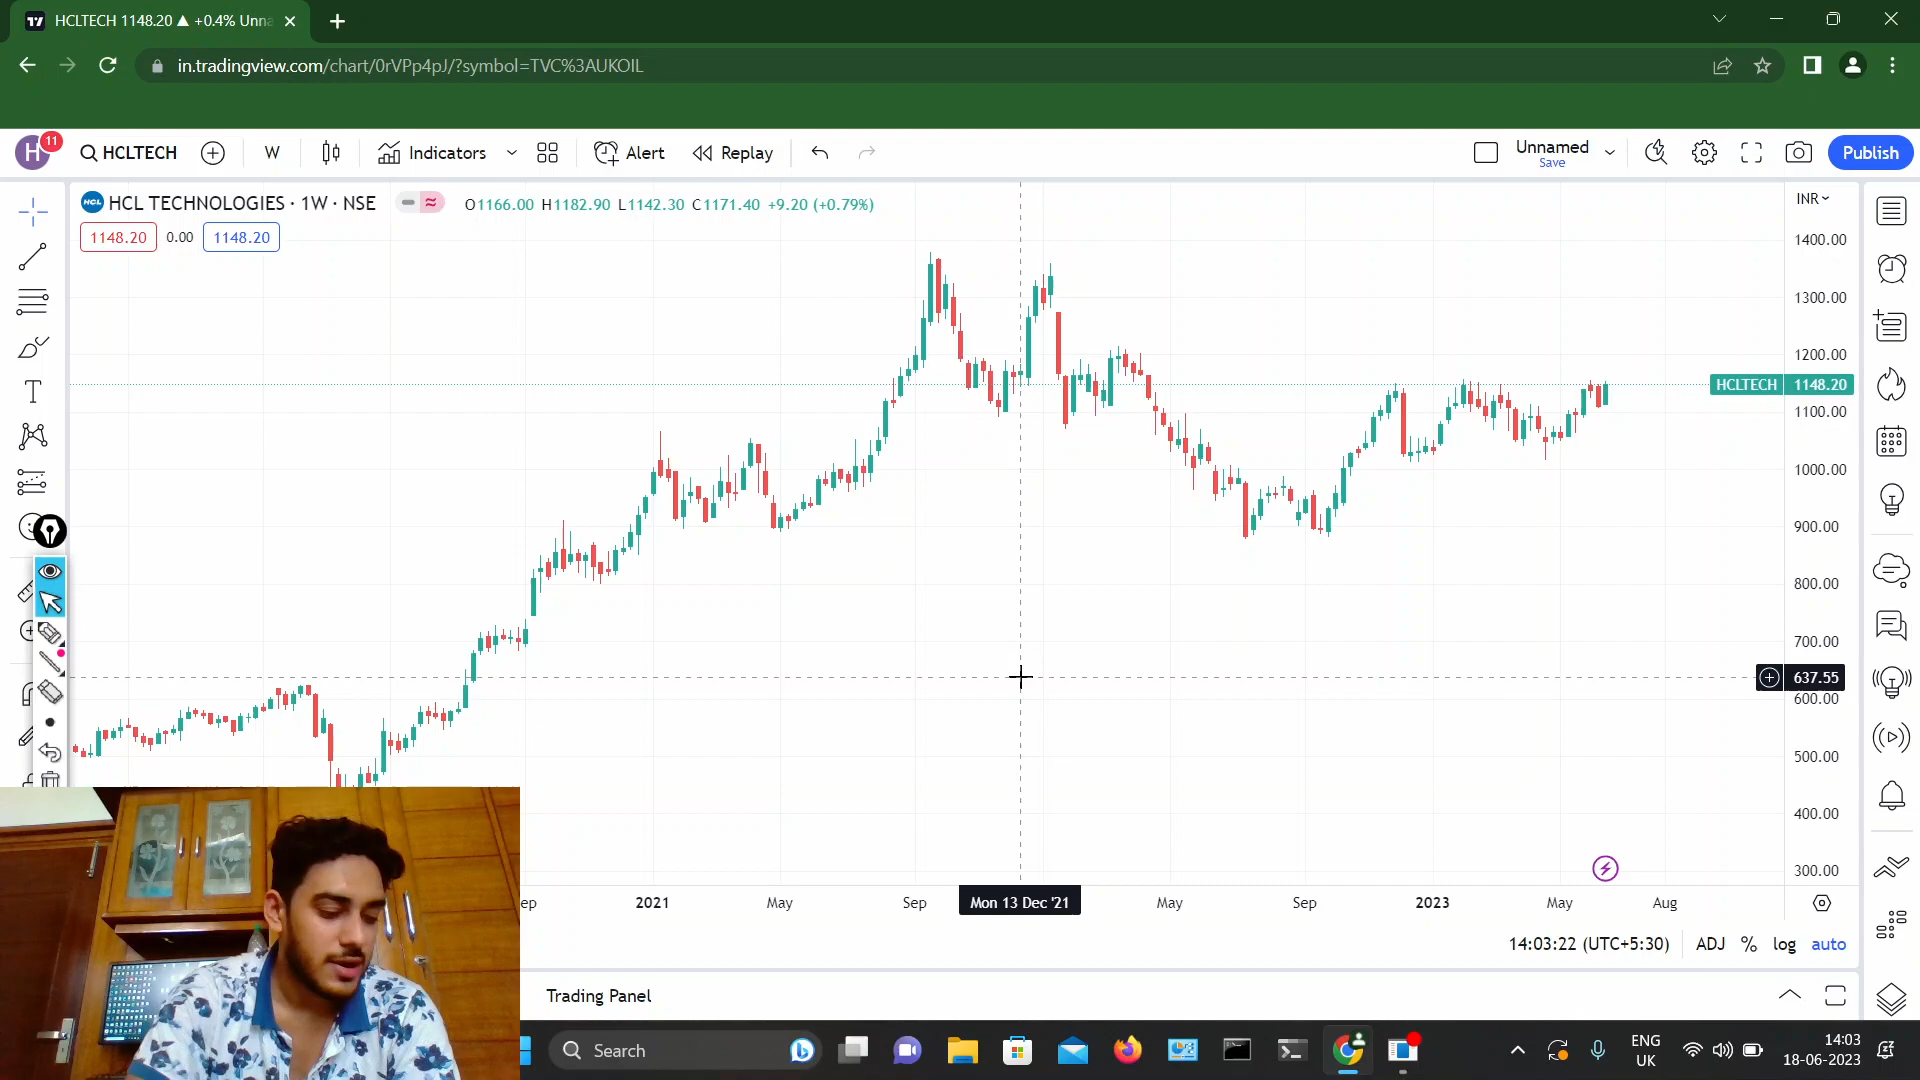 HCLTECH 1148.20 ▲ +0.4% Unna
in.tradingview.com/chart/0rVPp4pJ/?symbol=TVC%3AUKOIL
H
11
HCLTECH
W
Indicators
Alert
Replay
Unnamed
Save
Publish
HCL TECHNOLOGIES · 1W · NSE
O1166.00 H1182.90 L1142.30 C1171.40 +9.20 (+0.79%)
INR
1148.20 0.00 1148.20
1400.00
1300.00
1200.00
HCLTECH 1148.20
1100.00
1000.00
900.00
800.00
700.00
637.55
600.00
500.00
400.00
300.00
ep 2021 May Sep Mon 13 Dec '21 May Sep 2023 May Aug
14:03:22 (UTC+5:30) ADJ % log auto
Trading Panel
Search
ENG
UK
14:03
18-06-2023